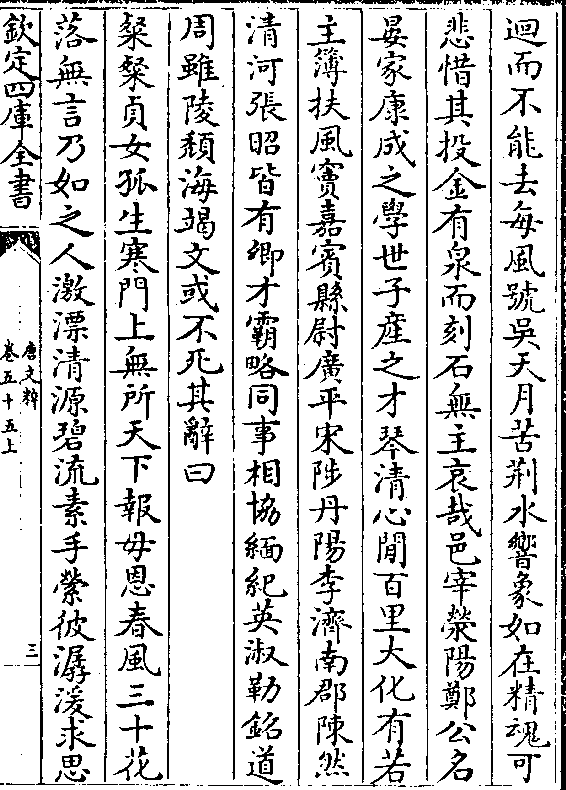 迴而不能去每風號吳天月苦荆水響象如在精魂可
悲惜其投金有泉而刻石無主哀哉邑宰滎陽鄭公名
晏家康成之學世子產之才琴清心閒百里大化有若
主簿扶風竇嘉賓縣尉廣平宋陟丹陽李濟南郡陳然
清河張昭皆有卿才霸略同事相協緬紀英淑勒銘道
周雖陵頹海竭文或不死其辭曰
粲粲貞女孤生寒門上無所天下報母恩春風三十花
落無言乃如之人激漂清源碧流素手縈彼潺湲求思
欽定四庫全書
唐文粹
卷五十五上
三